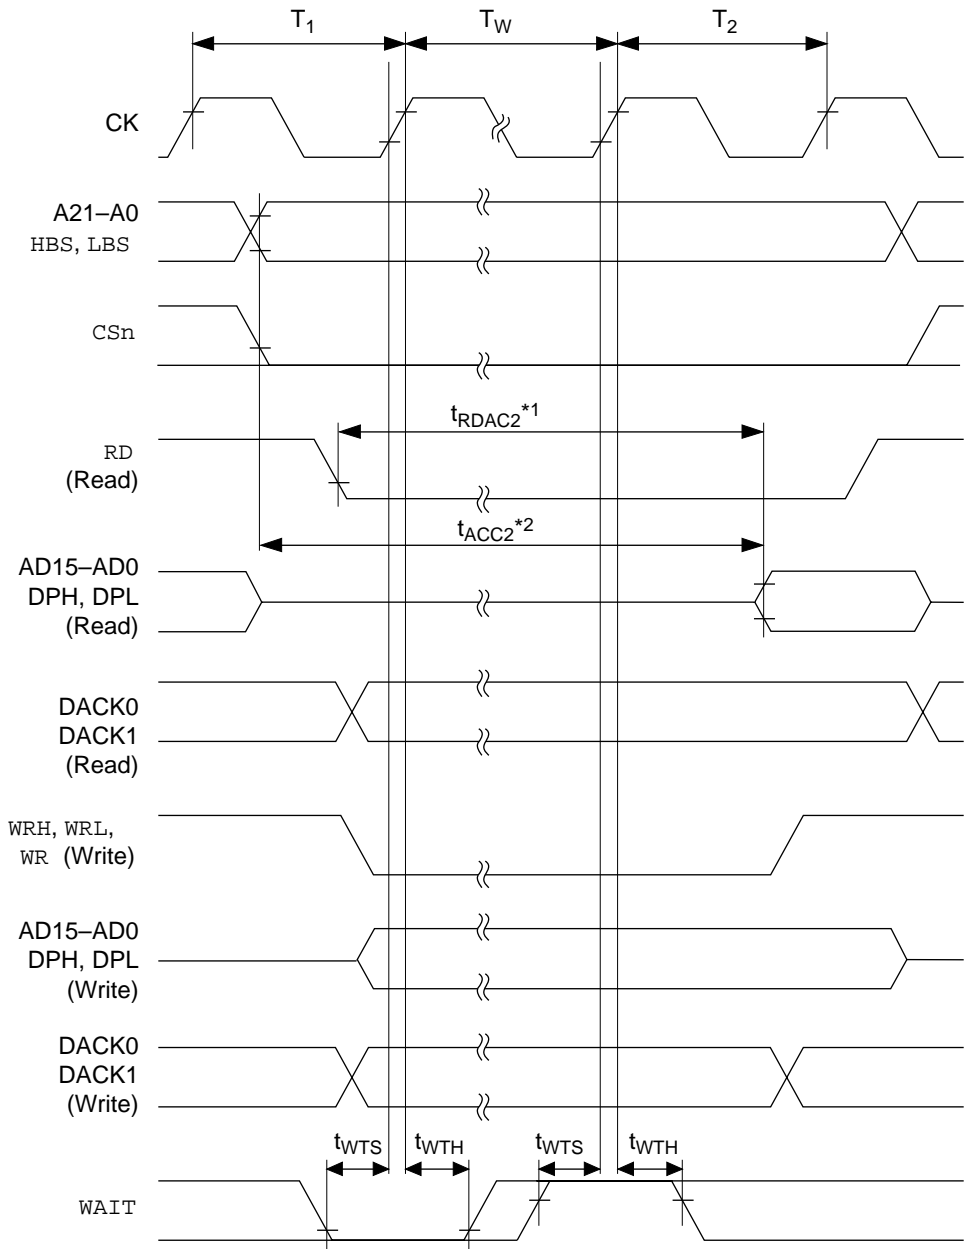 T1 TW T2
CK
A21–A0
HBS, LBS
CSn
tRDAC2*1
RD
(Read)
tACC2*2
AD15–AD0
DPH, DPL
(Read)
DACK0
DACK1
(Read)
WRH, WRL,
WR (Write)
AD15–AD0
DPH, DPL
(Write)
DACK0
DACK1
(Write)
tWTS tWTH tWTS tWTH
WAIT